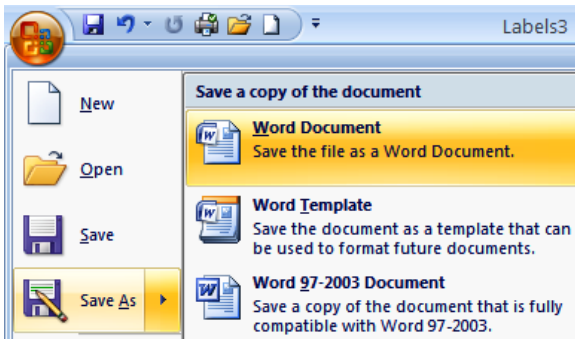 Labels3
New
Open
Save
Save As
Save a copy of the document
Word Document
Save the file as a Word Document.
Word Template
Save the document as a template that can
be used to format future documents.
Word 97-2003 Document
Save a copy of the document that is fully
compatible with Word 97-2003.